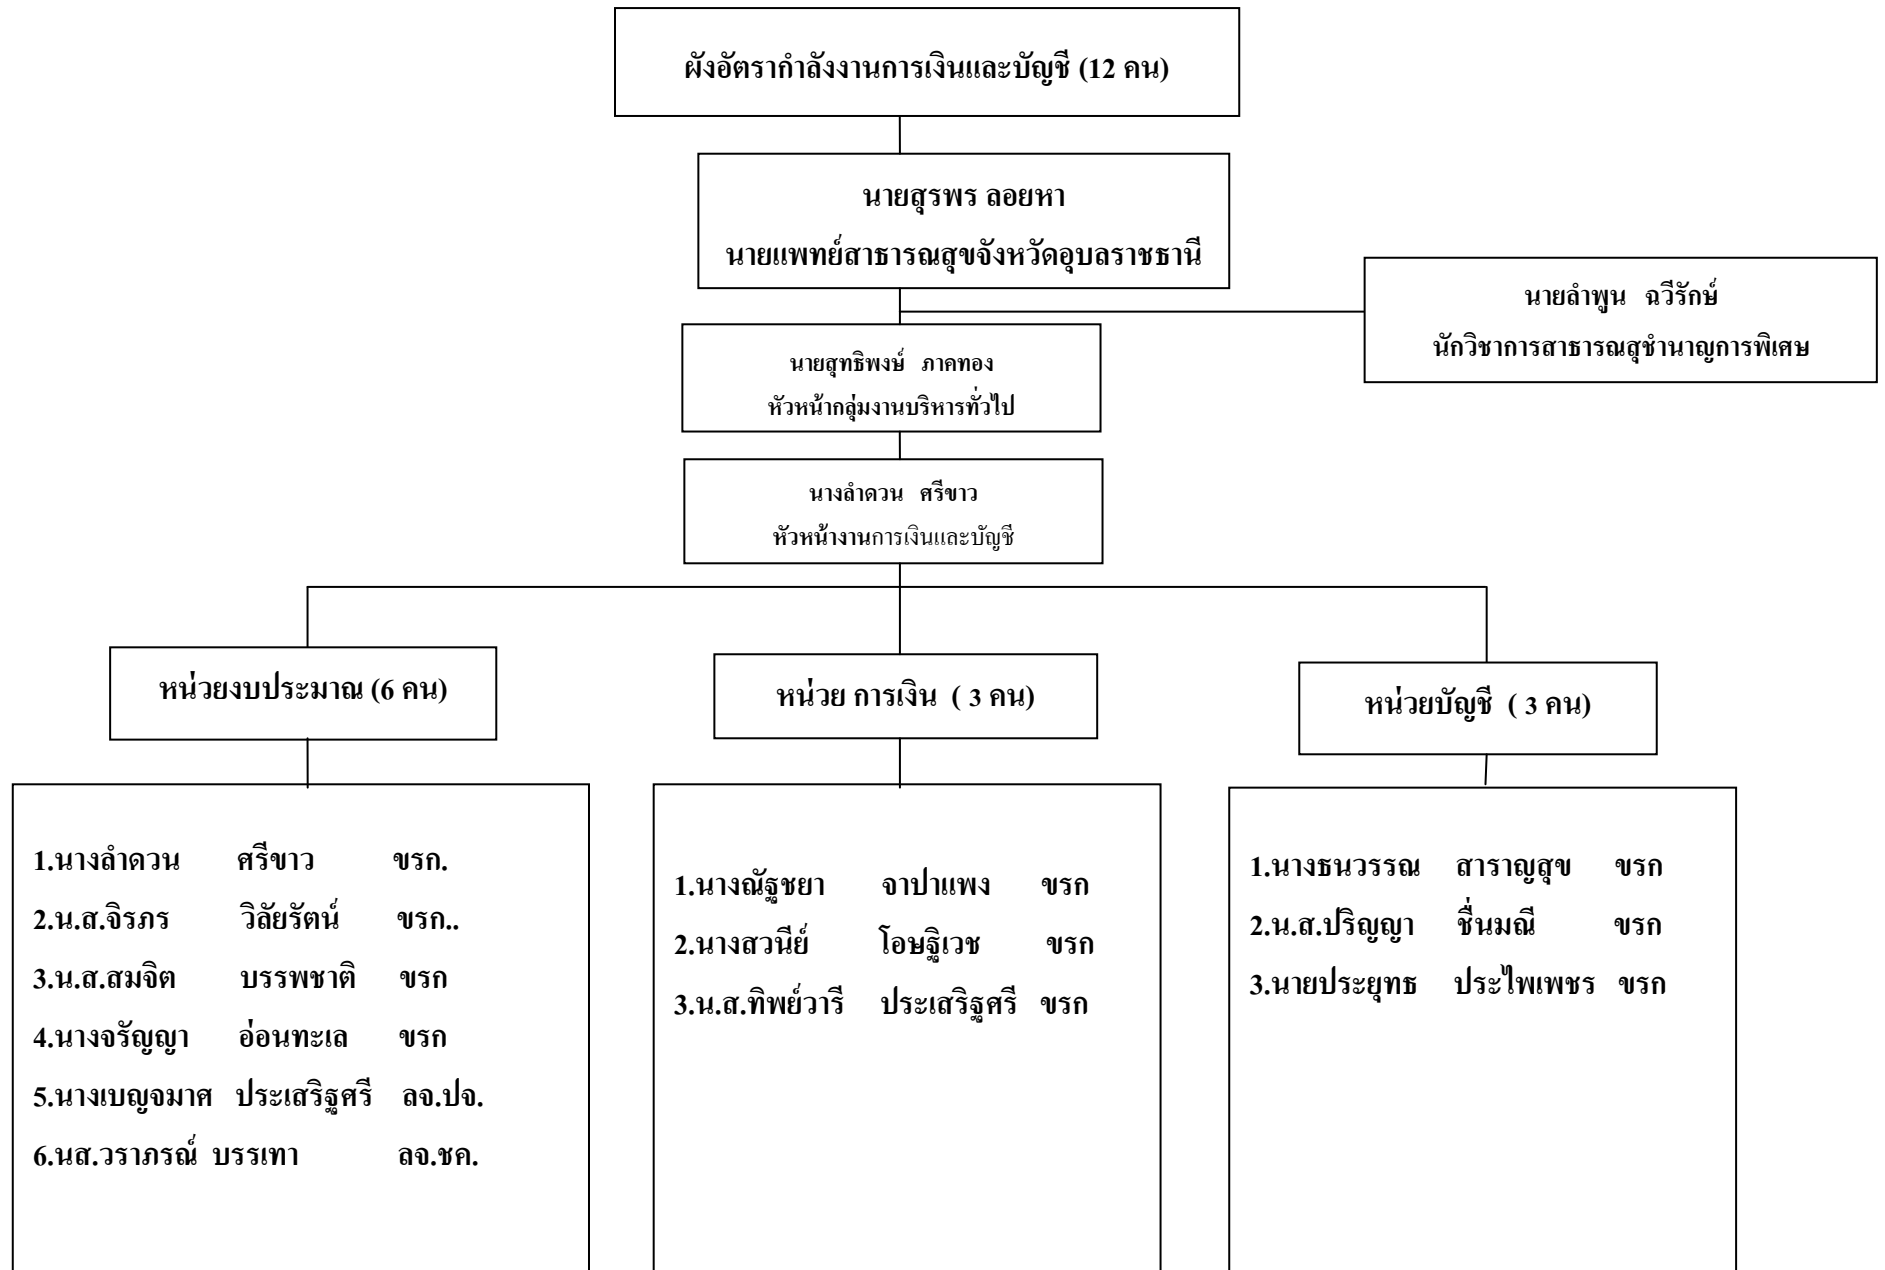 ผังอัตรากำลังงานการเงินและบัญชี (12 คน)
นายสุรพร ลอยหา
นายแพทย์สาธารณสุขจังหวัดอุบลราชธานี
นายลำพูน ฉวีรักษ์
นักวิชาการสาธารณสุชำนาญการพิเศษ
นายสุทธิพงษ์ ภาคทอง
หัวหน้ากลุ่มงานบริหารทั่วไป
นางลำดวน ศรีขาว
หัวหน้างานการเงินและบัญชี
หน่วยงบประมาณ (6 คน)
1.นางลำดวน ศรีขาว ขรก.
2.น.ส.จิรภร วิลัยรัตน์ ขรก..
3.น.ส.สมจิต บรรพชาติ ขรก
4.นางจรัญญา อ่อนทะเล ขรก
5.นางเบญจมาศ ประเสริฐศรี ลจ.ปจ.
6.นส.วราภรณ์ บรรเทา ลจ.ชค.
หน่วย การเงิน ( 3 คน)
1.นางณัฐชยา จาปาแพง ขรก
2.นางสวนีย์ โอษฐิเวช ขรก
3.น.ส.ทิพย์วารี ประเสริฐศรี ขรก
หน่วยบัญชี ( 3 คน)
1.นางธนวรรณ สาราญสุข ขรก
2.น.ส.ปริญญา ชื่นมณี ขรก
3.นายประยุทธ ประไพเพชร ขรก